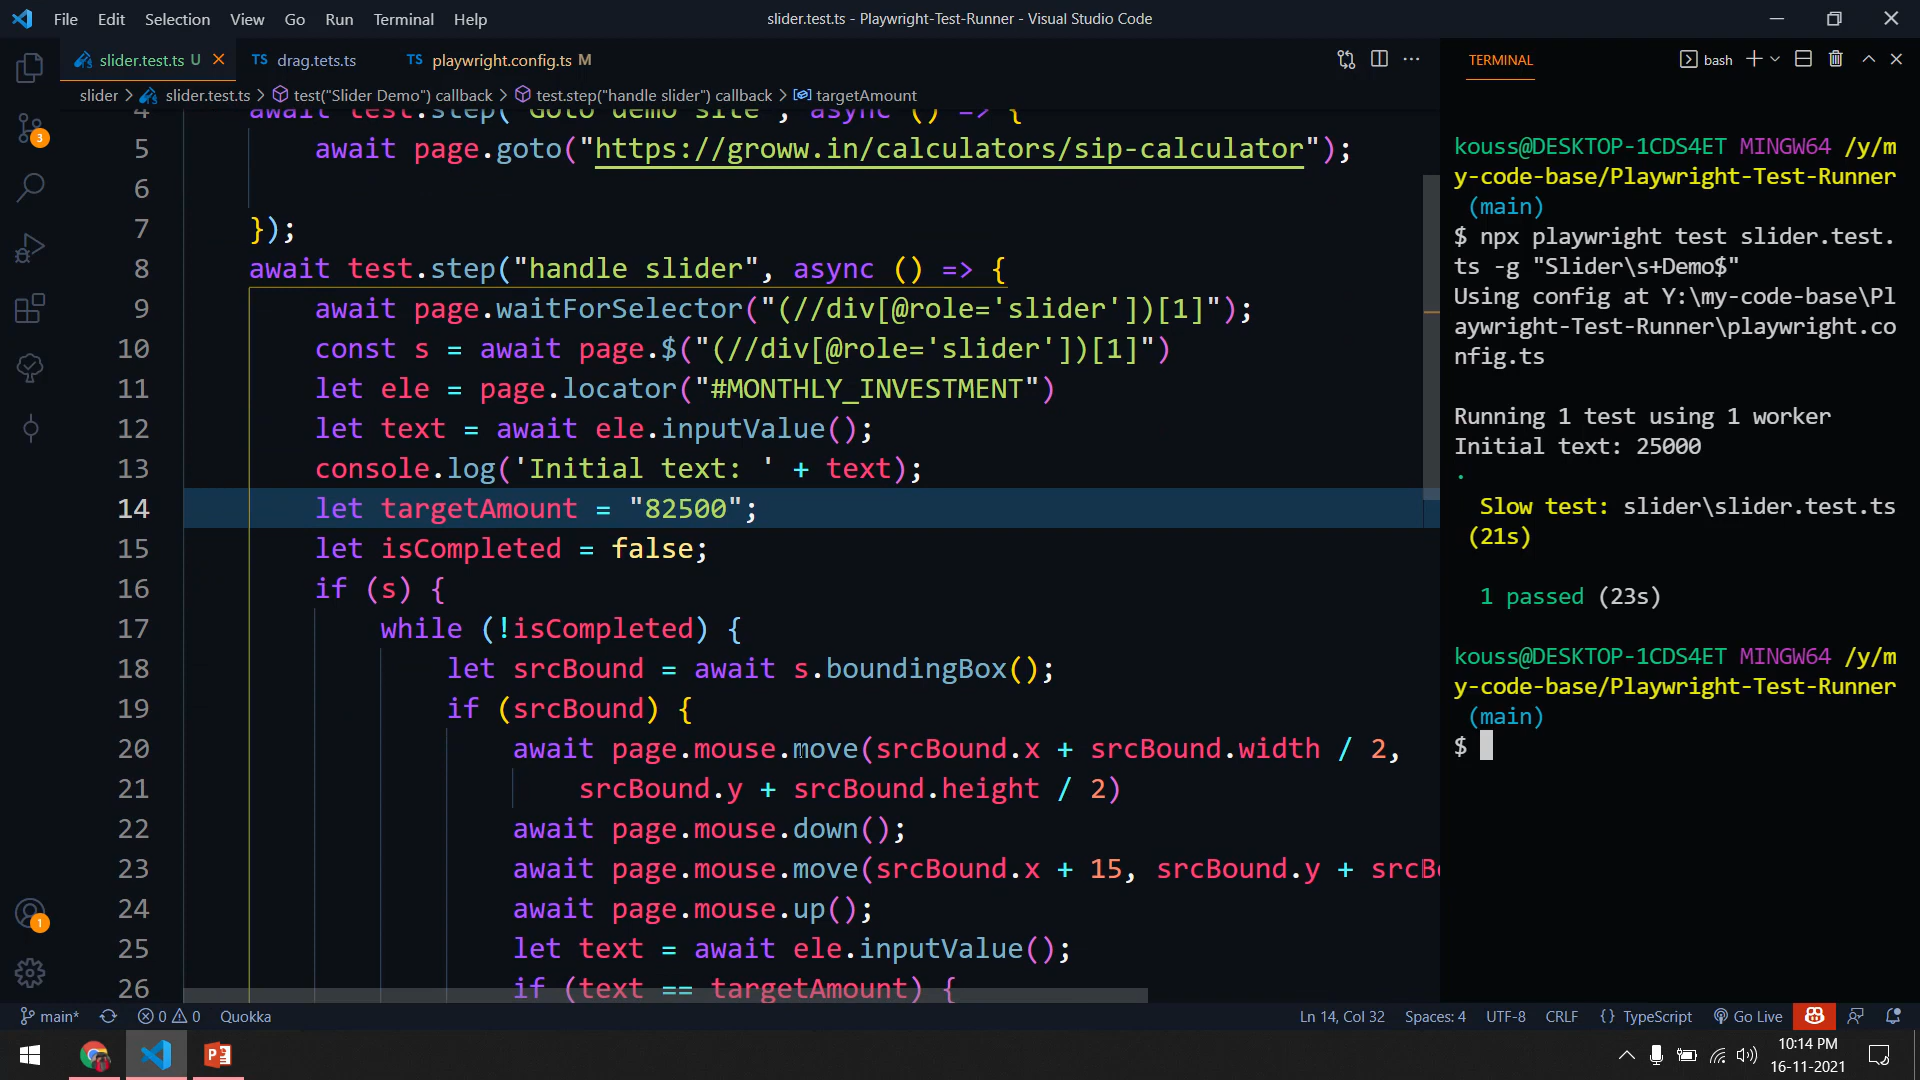 File Edit Selection View Go Run Terminal Help
slider.test.ts - Playwright-Test-Runner - Visual Studio Code
slider.test.ts U
TS drag.tets.ts
TS playwright.config.ts M
slider > slider.test.ts > test("Slider Demo") callback > test.step("handle slider") callback > targetAmount
4 await test.step("Goto demo site", async () => {
5 await page.goto("https://groww.in/calculators/sip-calculator");
6
7 });
8 await test.step("handle slider", async () => {
9 await page.waitForSelector("(//div[@role='slider'])[1]");
10 const s = await page.$("(//div[@role='slider'])[1]")
11 let ele = page.locator("#MONTHLY_INVESTMENT")
12 let text = await ele.inputValue();
13 console.log('Initial text: ' + text);
14 let targetAmount = "82500";
15 let isCompleted = false;
16 if (s) {
17 while (!isCompleted) {
18 let srcBound = await s.boundingBox();
19 if (srcBound) {
20 await page.mouse.move(srcBound.x + srcBound.width / 2,
21 srcBound.y + srcBound.height / 2)
22 await page.mouse.down();
23 await page.mouse.move(srcBound.x + 15, srcBound.y + srcB
24 await page.mouse.up();
25 let text = await ele.inputValue();
26 if (text == targetAmount) {
TERMINAL
bash
kouss@DESKTOP-1CDS4ET MINGW64 /y/m
y-code-base/Playwright-Test-Runner
(main)
$ npx playwright test slider.test.
ts -g "Slider\s+Demo$"
Using config at Y:\my-code-base\Pl
aywright-Test-Runner\playwright.co
nfig.ts
Running 1 test using 1 worker
Initial text: 25000
.
Slow test: slider\slider.test.ts
(21s)
1 passed (23s)
kouss@DESKTOP-1CDS4ET MINGW64 /y/m
y-code-base/Playwright-Test-Runner
(main)
$
3
1
main* 0 0 Quokka
Ln 14, Col 32 Spaces: 4 UTF-8 CRLF {} TypeScript Go Live
10:14 PM
16-11-2021